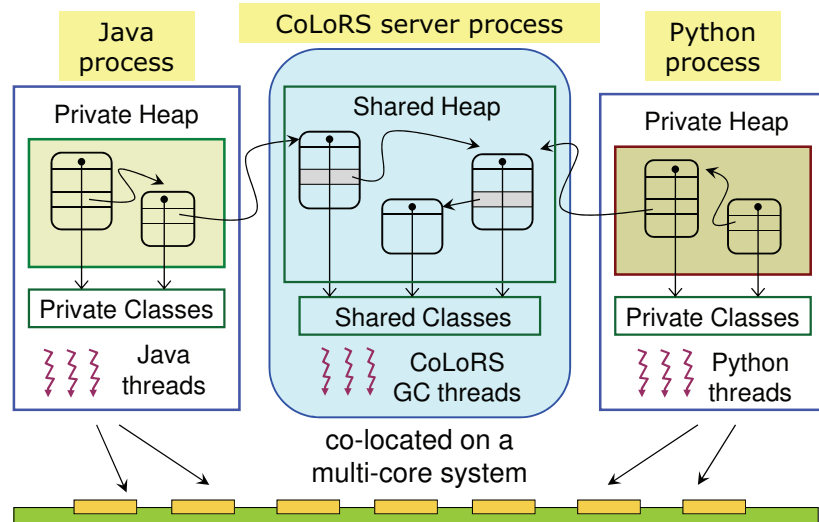 Java
process
CoLoRS server process
Python
process
Private Heap
Shared Heap
Private Heap
Private Classes
Shared Classes
Private Classes
Java
threads
CoLoRS
GC threads
Python
threads
co-located on a
multi-core system